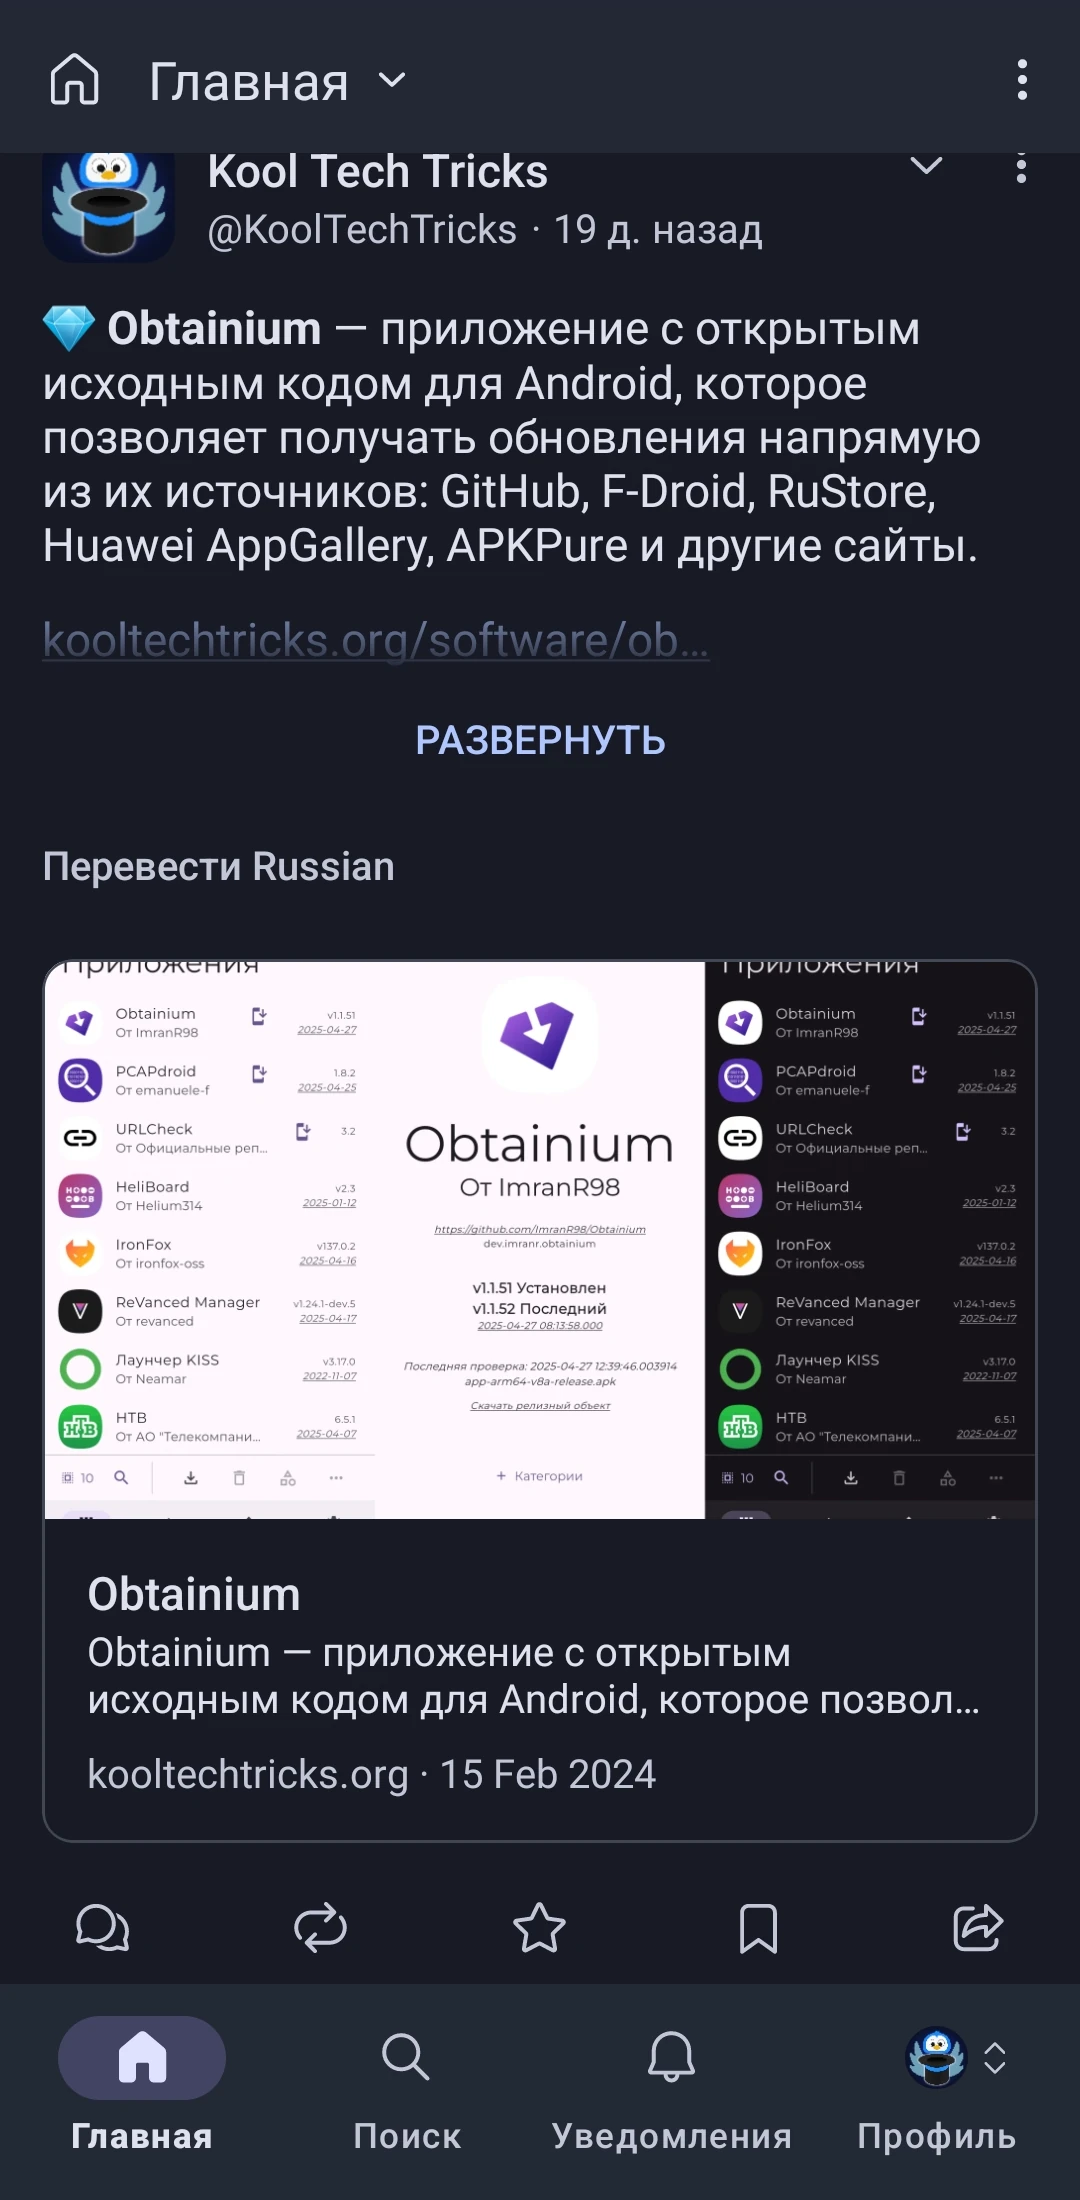 Главная
Kool Tech Tricks
@KoolTechTricks · 19 д. назад
💎 Obtainium — приложение с открытым
исходным кодом для Android, которое
позволяет получать обновления напрямую
из их источников: GitHub, F-Droid, RuStore,
Huawei AppGallery, APKPure и другие сайты.
kooltechtricks.org/software/ob...
РАЗВЕРНУТЬ
Перевести Russian
Приложения
Obtainium
От ImranR98
v1.1.51
2025-04-27
PCAPdroid
От emanuele-f
1.8.2
2025-04-25
URLCheck
От Официальные реп...
3.2
HeliBoard
От Helium314
v2.3
2025-01-12
IronFox
От ironfox-oss
v137.0.2
2025-04-16
ReVanced Manager
От revanced
v1.24.1-dev.5
2025-04-17
Лаунчер KISS
От Neamar
v3.17.0
2022-11-07
НТВ
От АО "Телекомпани...
6.5.1
2025-04-07
10
Obtainium
От ImranR98
https://github.com/ImranR98/Obtainium
dev.imranr.obtainium
v1.1.51 Установлен
v1.1.52 Последний
2025-04-27 08:13:58.000
Последняя проверка: 2025-04-27 12:39:46.003914
app-arm64-v8a-release.apk
Скачать релизный объект
+ Категории
Приложения
Obtainium
От ImranR98
v1.1.51
2025-04-27
PCAPdroid
От emanuele-f
1.8.2
2025-04-25
URLCheck
От Официальные реп...
3.2
HeliBoard
От Helium314
v2.3
2025-01-12
IronFox
От ironfox-oss
v137.0.2
2025-04-16
ReVanced Manager
От revanced
v1.24.1-dev.5
2025-04-17
Лаунчер KISS
От Neamar
v3.17.0
2022-11-07
НТВ
От АО "Телекомпани...
6.5.1
2025-04-07
10
Obtainium
Obtainium — приложение с открытым
исходным кодом для Android, которое позвол...
kooltechtricks.org · 15 Feb 2024
Главная
Поиск
Уведомления
Профиль